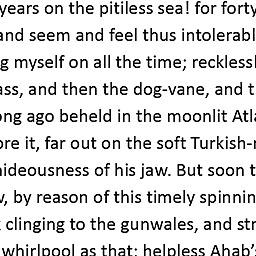 years on the pitiless sea! for forty
and seem and feel thus intolerabl
g myself on all the time; recklessl
ass, and then the dog-vane, and t
ong ago beheld in the moonlit Atla
ore it, far out on the soft Turkish-r
hideousness of his jaw. But soon t
, by reason of this timely spinnin
clinging to the gunwales, and str
whirlpool as that; helpless Ahab's